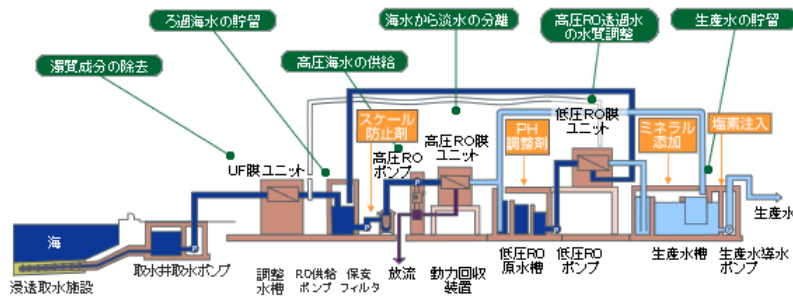 ろ過海水の貯留
海水から淡水の分離
高圧RO透過水
の水質調整
生産水の貯留
濁質成分の除去
高圧海水の供給
スケール
防止剤
高圧RO
ポンプ
高圧RO膜
ユニット
PH
調整剤
低圧RO膜
ユニット
ミネラル
添加
塩素注入
UF膜ユニット
海
P
P
P
P
P
生産水
浸透取水施設
取水井取水ポンプ
調整
水槽
RO供給
ポンプ
保安
フィルタ
放流
動力回収
装置
低圧RO
原水槽
低圧RO
ポンプ
生産水槽
生産水導水
ポンプ